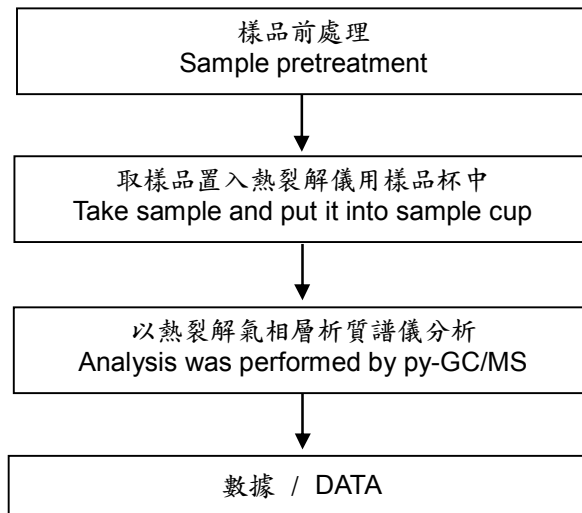 樣品前處理
Sample pretreatment
取樣品置入熱裂解儀用樣品杯中
Take sample and put it into sample cup
以熱裂解氣相層析質譜儀分析
Analysis was performed by py-GC/MS
數據 / DATA